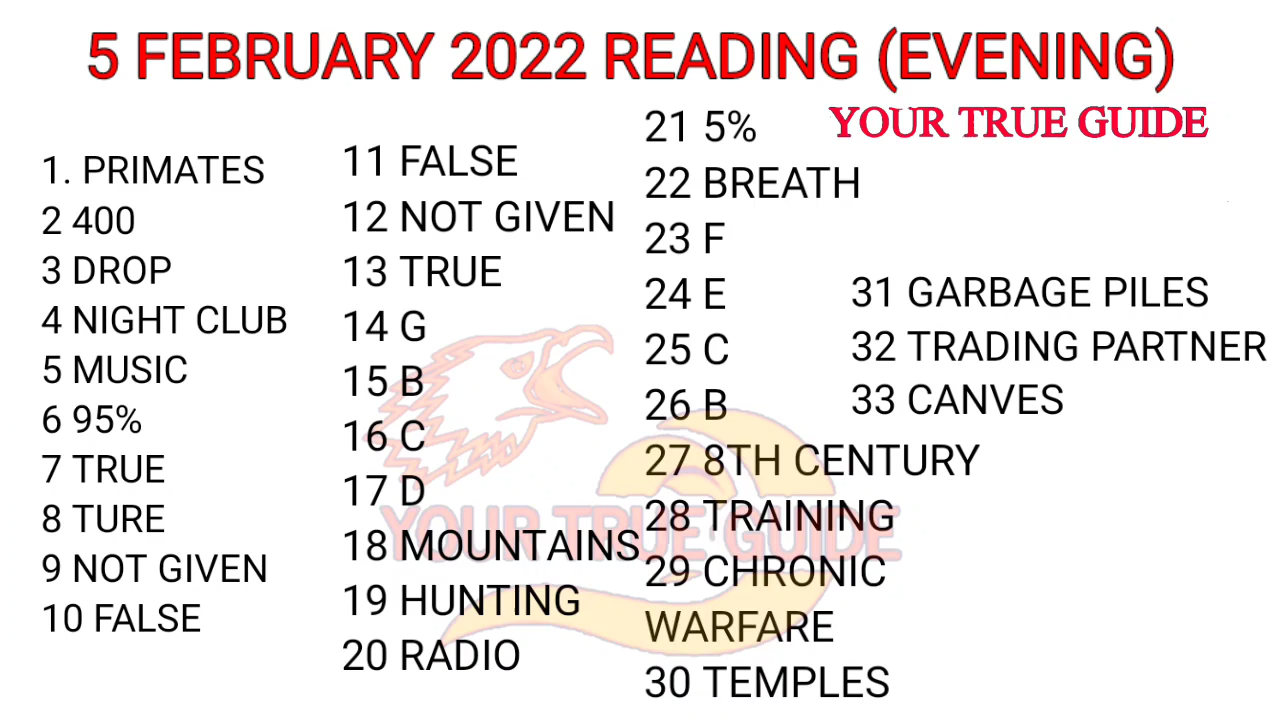 5 FEBRUARY 2022 READING (EVENING)
YOUR TRUE GUIDE
1. PRIMATES
2 400
3 DROP
4 NIGHT CLUB
5 MUSIC
6 95%
7 TRUE
8 TURE
9 NOT GIVEN
10 FALSE
11 FALSE
12 NOT GIVEN
13 TRUE
14 G
15 B
16 C
17 D
18 MOUNTAINS
19 HUNTING
20 RADIO
21 5%
22 BREATH
23 F
24 E
25 C
26 B
27 8TH CENTURY
28 TRAINING
29 CHRONIC
WARFARE
30 TEMPLES
31 GARBAGE PILES
32 TRADING PARTNER
33 CANVES
YOUR TRUE GUIDE